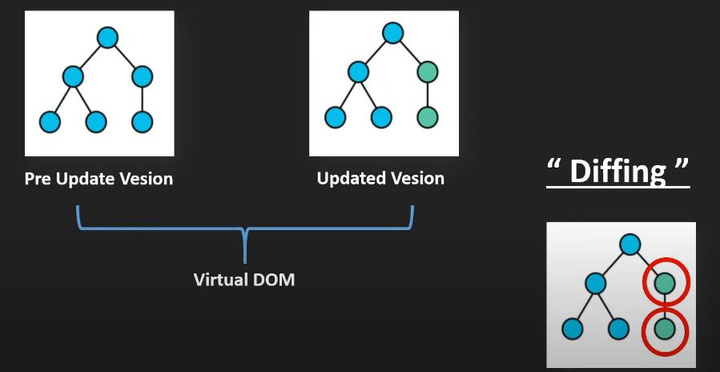 Pre Update Vesion
Updated Vesion
“ Diffing ”
Virtual DOM